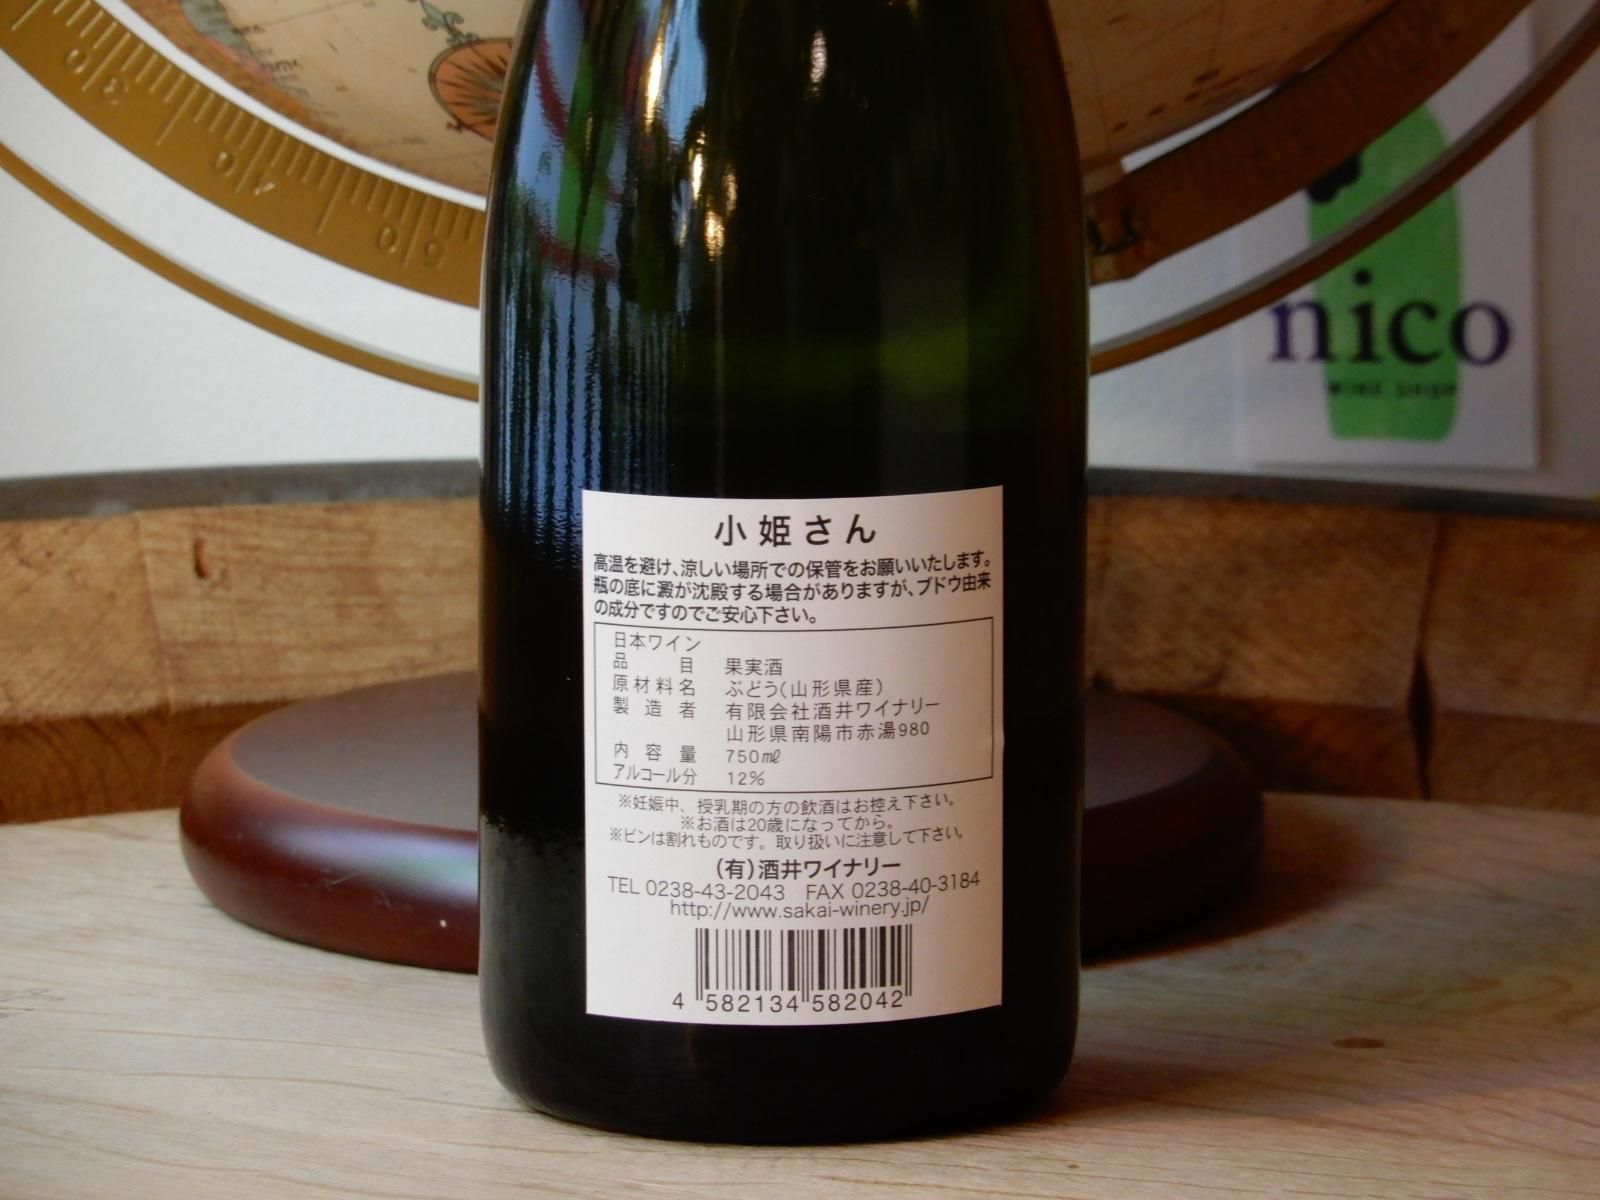 nico
WINE SHOP
小姫さん
高温を避け、涼しい場所での保管をお願いいたします。
瓶の底に澱が沈殿する場合がありますが、ブドウ由来
の成分ですのでご安心下さい。
日本ワイン
品目 果実酒
原材料名 ぶどう(山形県産)
製造者 有限会社酒井ワイナリー
山形県南陽市赤湯980
内容量 750㎖
アルコール分 12%
※妊娠中、授乳期の方の飲酒はお控え下さい。
※お酒は20歳になってから。
※ビンは割れものです。取り扱いに注意して下さい。
(有)酒井ワイナリー
TEL 0238-43-2043 FAX 0238-40-3184
http://www.sakai-winery.jp/
4 582134 582042